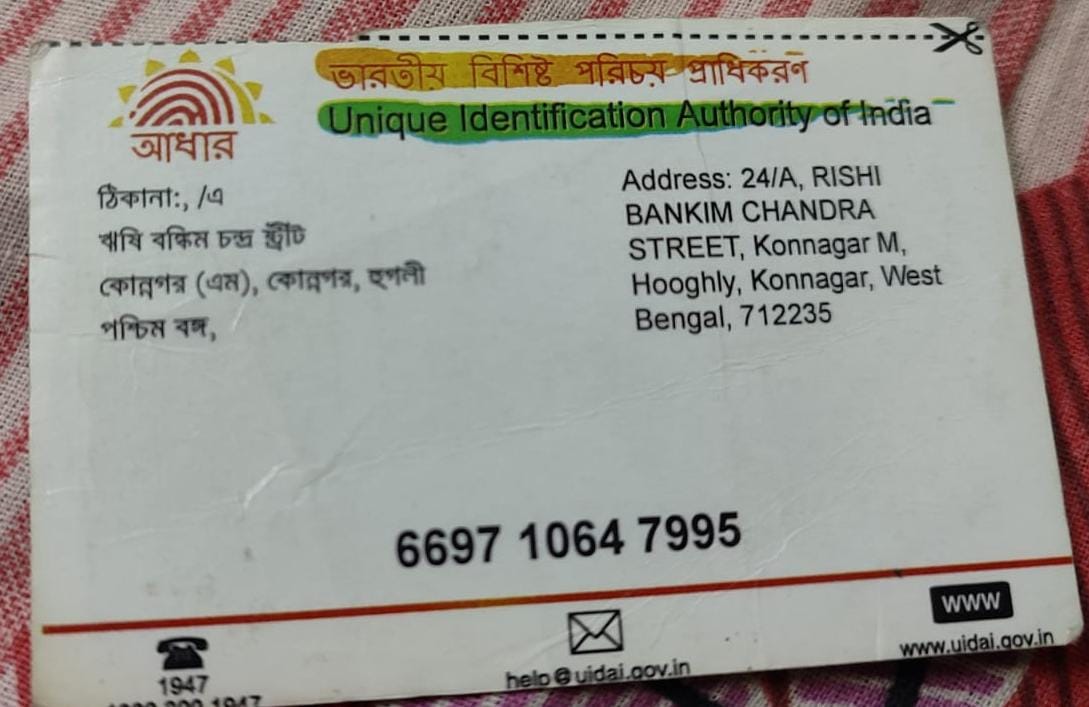 ভারতীয় বিশিষ্ট পরিচয় প্রাধিকরণ
Unique Identification Authority of India
আধার
ঠিকানা:, /এ
ঋষি বঙ্কিম চন্দ্র স্ট্রীট
কোন্নগর (এম), কোন্নগর, হুগলী
পশ্চিম বঙ্গ,
Address: 24/A, RISHI
BANKIM CHANDRA
STREET, Konnagar M,
Hooghly, Konnagar, West
Bengal, 712235
6697 1064 7995
1947
help@uidai.gov.in
www
www.uidai.gov.in